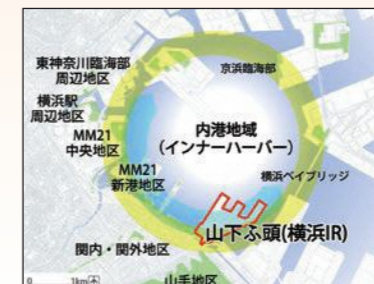 東神奈川臨海部
周辺地区
京浜臨海部
横浜駅
周辺地区
MM21
中央地区
内港地域
(インナーハーバー)
MM21
新港地区
横浜ベイブリッジ
山下ふ頭(横浜IR)
関内・関外地区
0 1km
山手地区